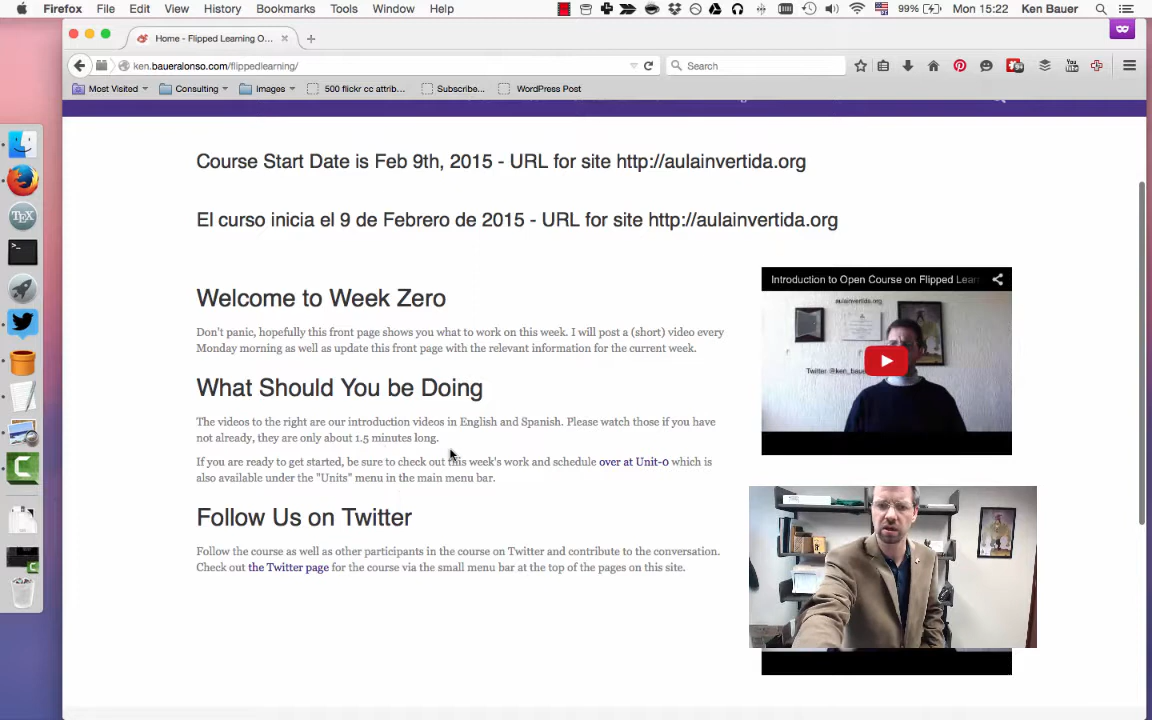 Firefox File Edit View History Bookmarks Tools Window Help 99% Mon 15:22 Ken Bauer
Home - Flipped Learning O...
ken.baueralonso.com/flippedlearning/ Search
Most Visited Consulting Images 500 flickr cc attrib... Subscribe... WordPress Post
Course Start Date is Feb 9th, 2015 - URL for site http://aulainvertida.org
El curso inicia el 9 de Febrero de 2015 - URL for site http://aulainvertida.org
Introduction to Open Course on Flipped Lear
aulainvertida.org
Twitter: @ken_baue
Welcome to Week Zero
Don't panic, hopefully this front page shows you what to work on this week. I will post a (short) video every
Monday morning as well as update this front page with the relevant information for the current week.
What Should You be Doing
The videos to the right are our introduction videos in English and Spanish. Please watch those if you have
not already, they are only about 1.5 minutes long.
If you are ready to get started, be sure to check out this week's work and schedule over at Unit-0 which is
also available under the "Units" menu in the main menu bar.
Follow Us on Twitter
Follow the course as well as other participants in the course on Twitter and contribute to the conversation.
Check out the Twitter page for the course via the small menu bar at the top of the pages on this site.